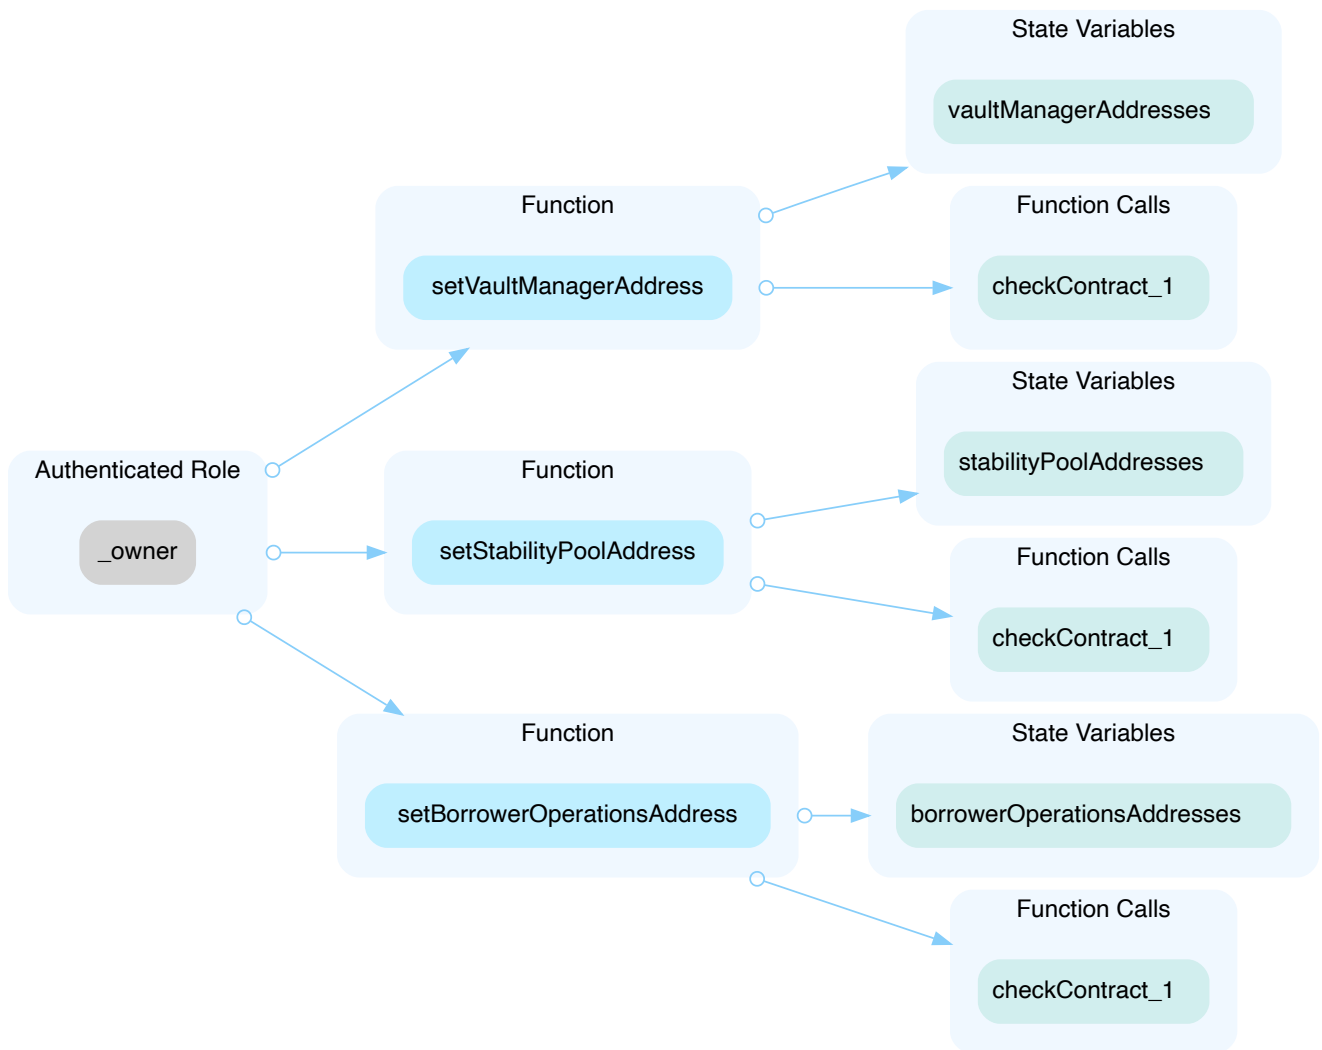 Authenticated Role
_owner
Function
setVaultManagerAddress
State Variables
vaultManagerAddresses
Function Calls
checkContract_1
Function
setStabilityPoolAddress
State Variables
stabilityPoolAddresses
Function Calls
checkContract_1
Function
setBorrowerOperationsAddress
State Variables
borrowerOperationsAddresses
Function Calls
checkContract_1